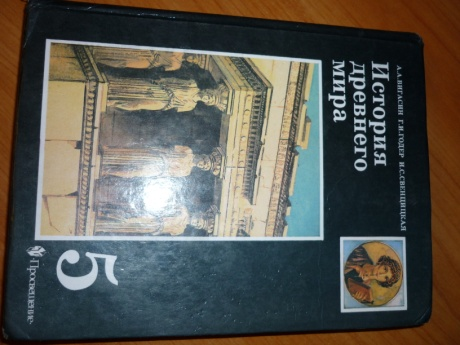 А.А.ВИГАСИН Г.И.ГОДЕР И.С.СВЕНЦИЦКАЯ
История
древнего
мира
5
Просвещение